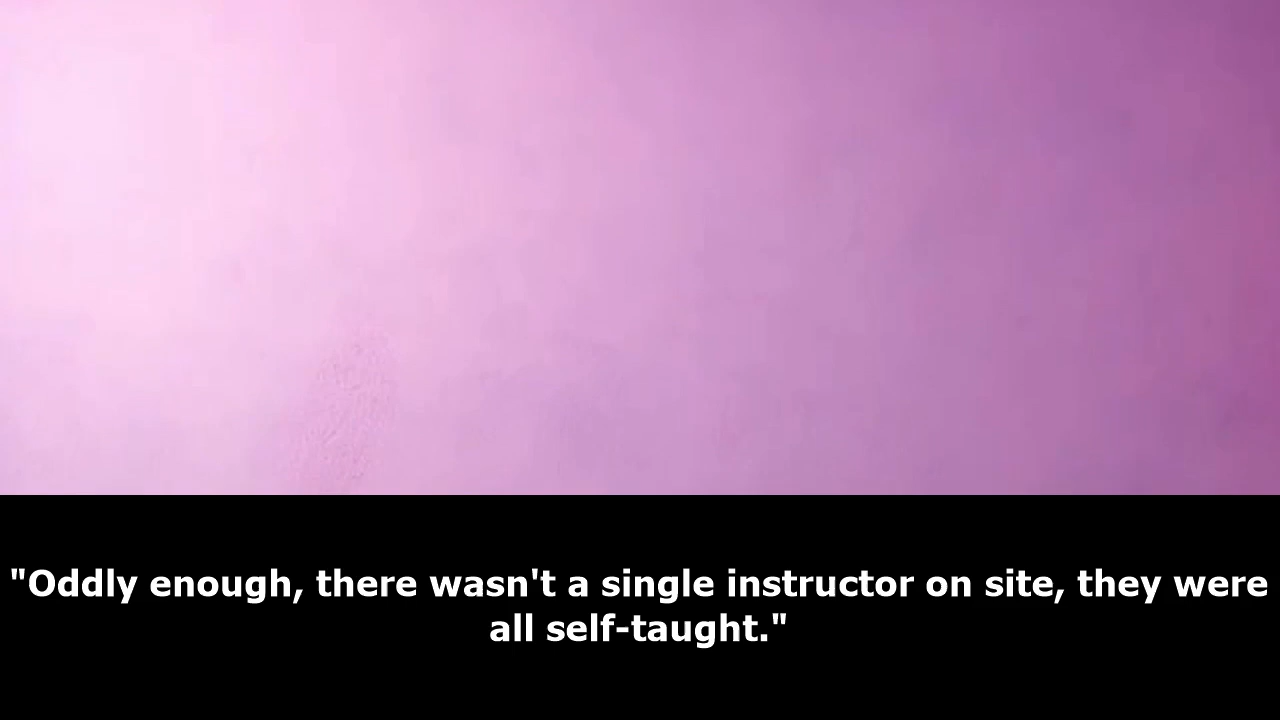 "Oddly enough, there wasn't a single instructor on site, they were
all self-taught."